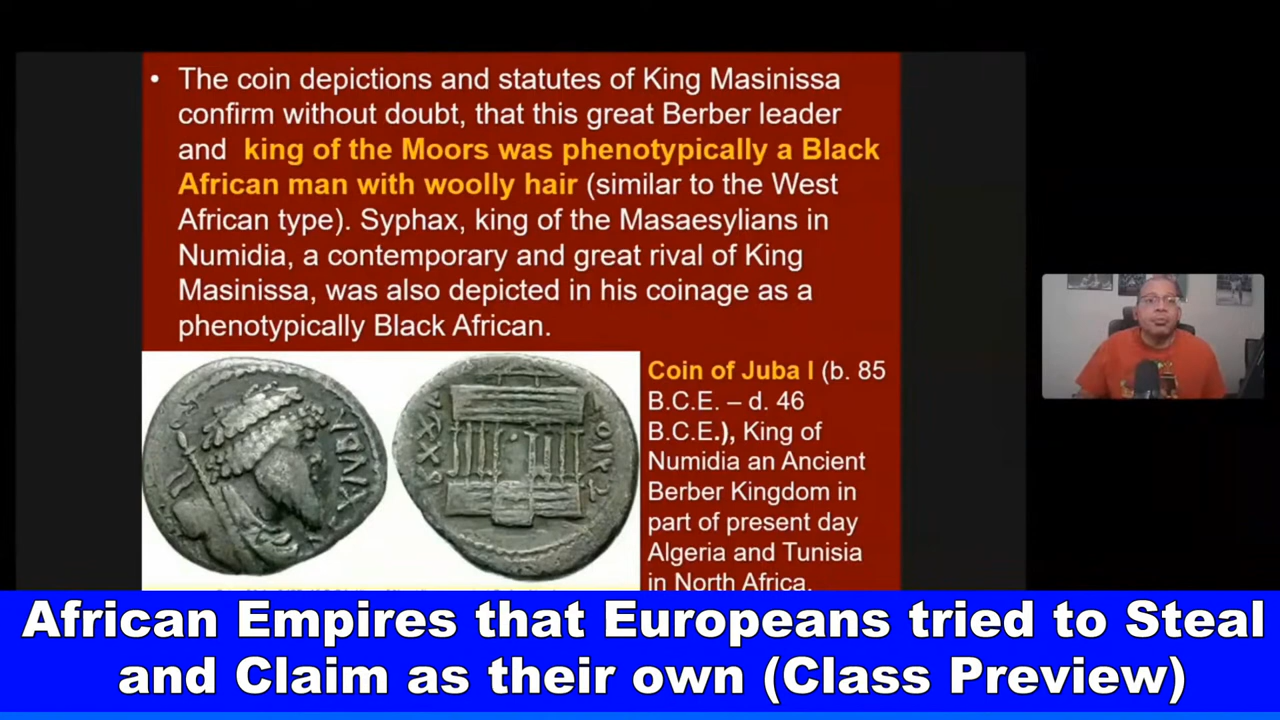 • The coin depictions and statutes of King Masinissa
confirm without doubt, that this great Berber leader
and king of the Moors was phenotypically a Black
African man with woolly hair (similar to the West
African type). Syphax, king of the Masaesylians in
Numidia, a contemporary and great rival of King
Masinissa, was also depicted in his coinage as a
phenotypically Black African.
Coin of Juba I (b. 85
B.C.E. – d. 46
B.C.E.), King of
Numidia an Ancient
Berber Kingdom in
part of present day
Algeria and Tunisia
in North Africa.
African Empires that Europeans tried to Steal
and Claim as their own (Class Preview)